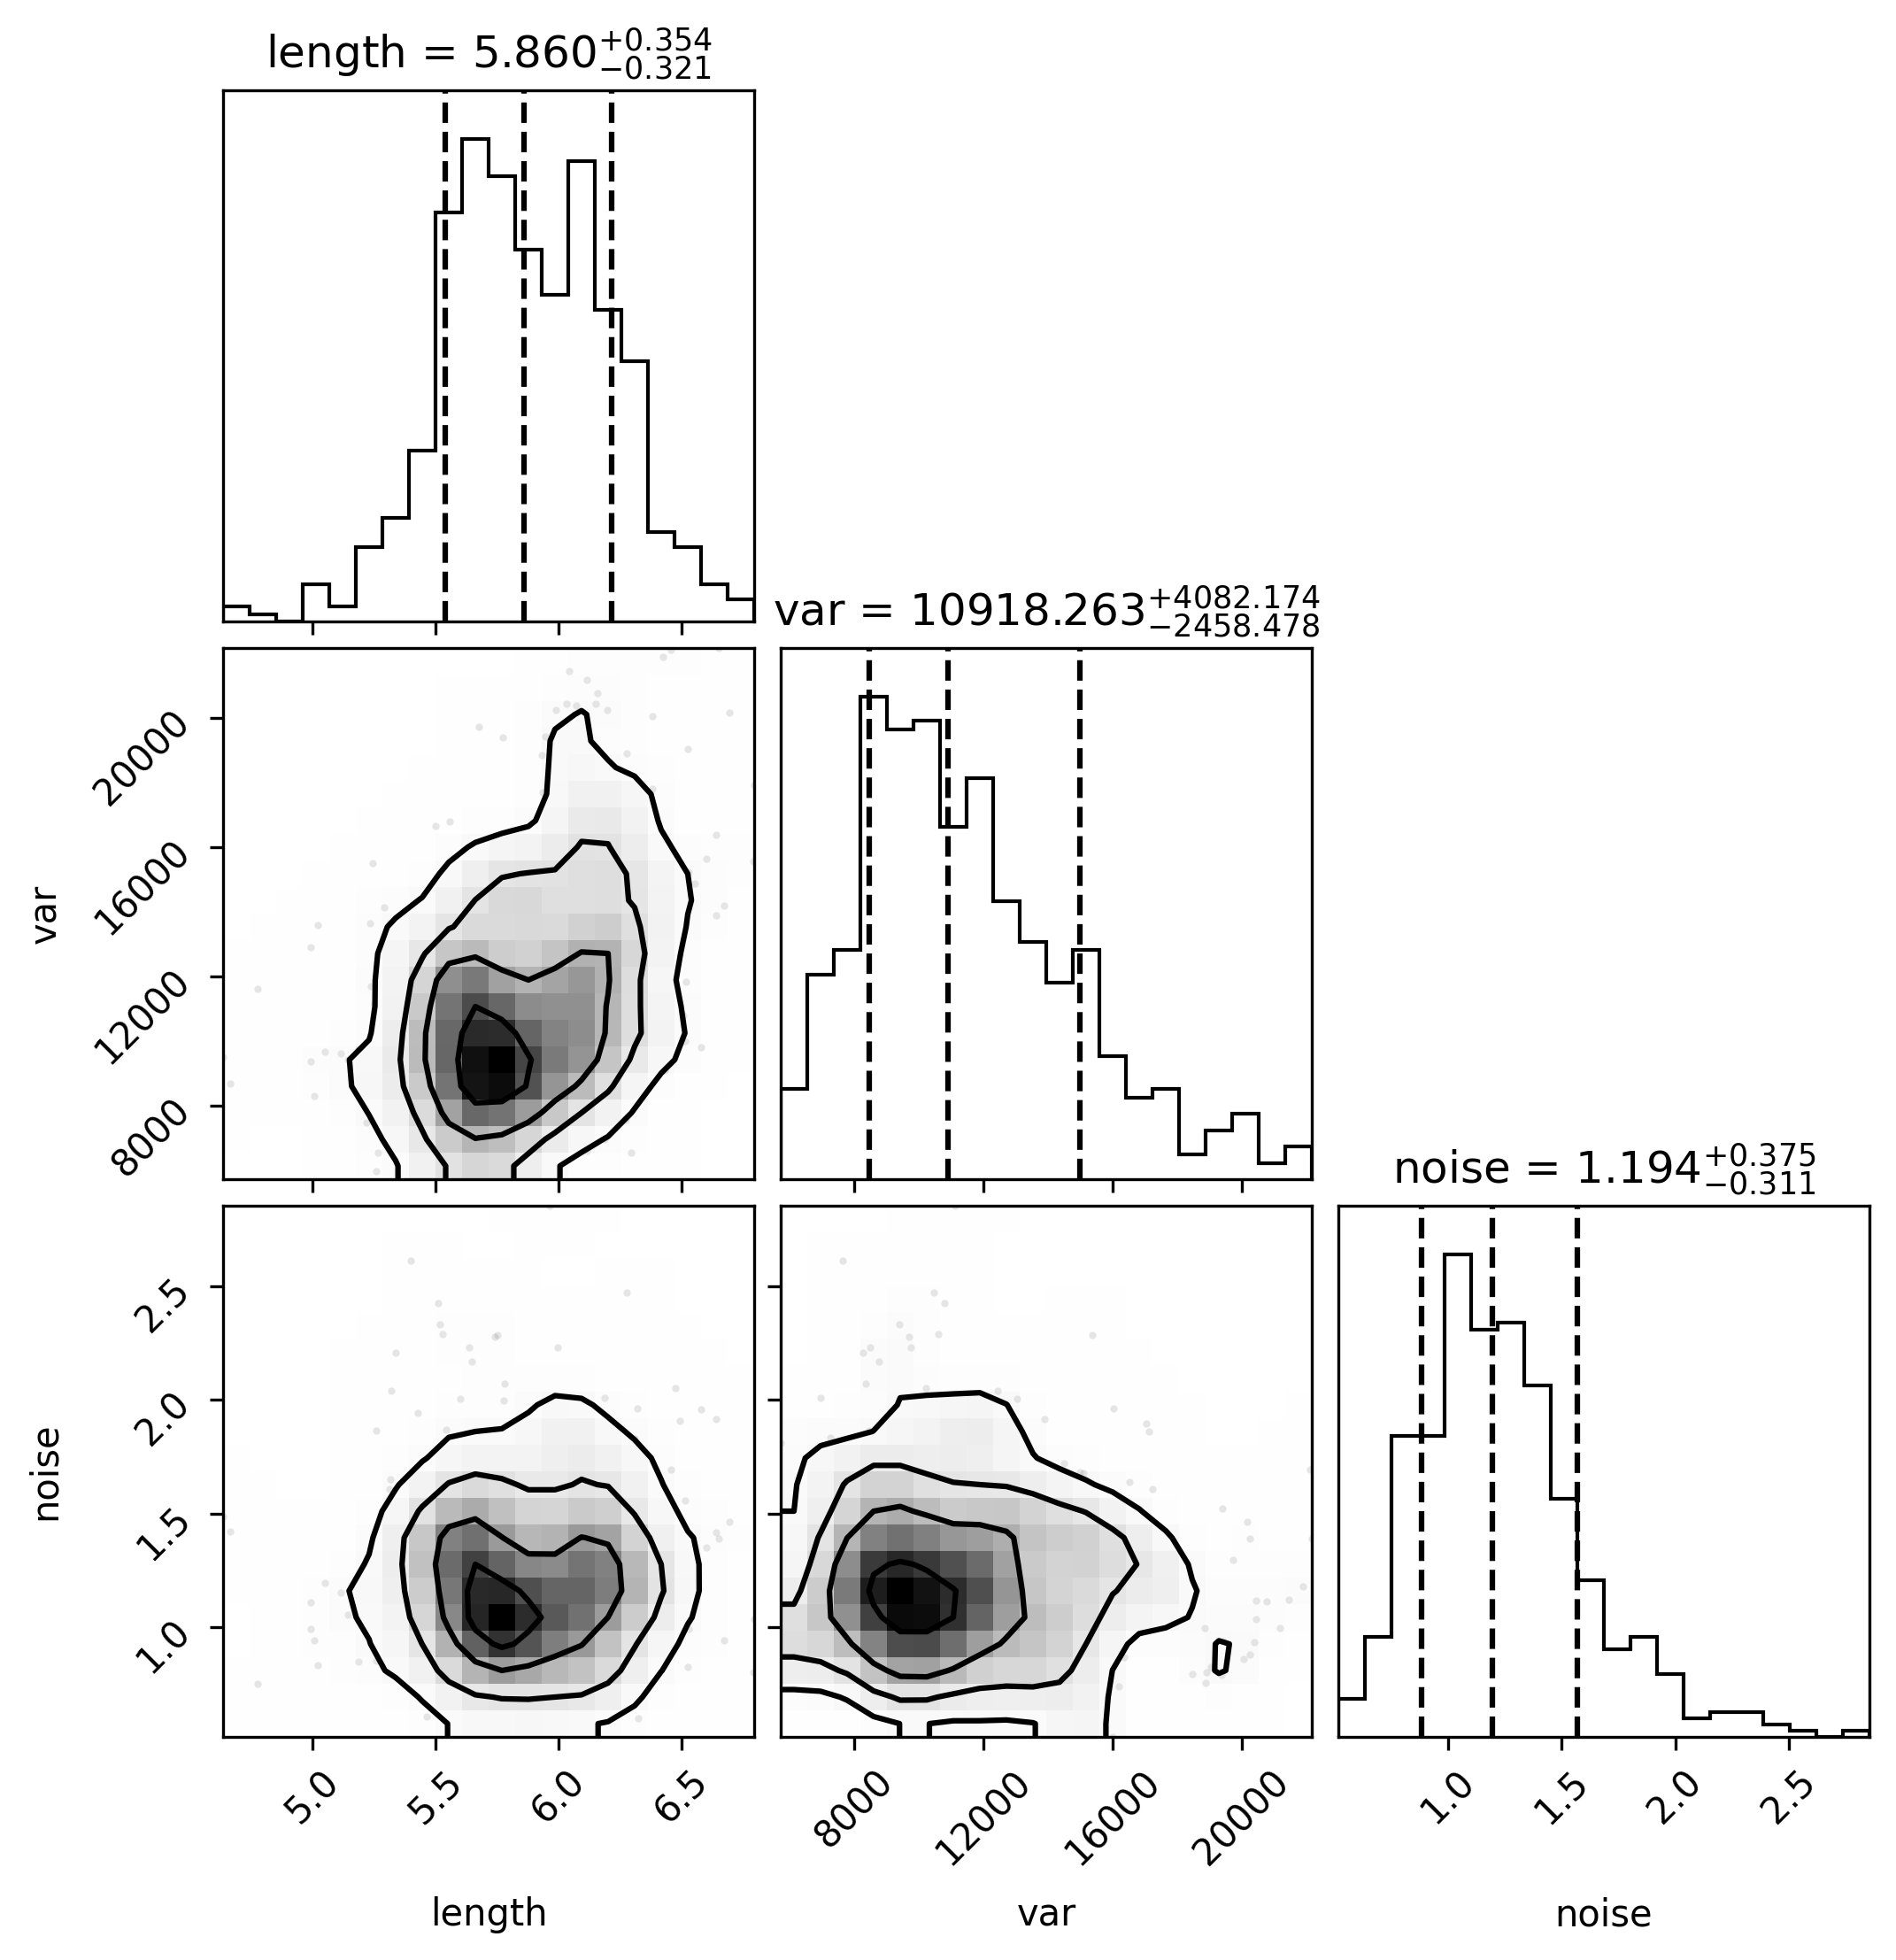 length = 5.860+0.354−0.321
var = 10918.263+4082.174−2458.478
20000
16000
12000
8000
var
noise = 1.194+0.375−0.311
2.5
2.0
1.5
1.0
noise
5.0 5.5 6.0 6.5
8000 12000 16000 20000
1.0 1.5 2.0 2.5
length
var
noise